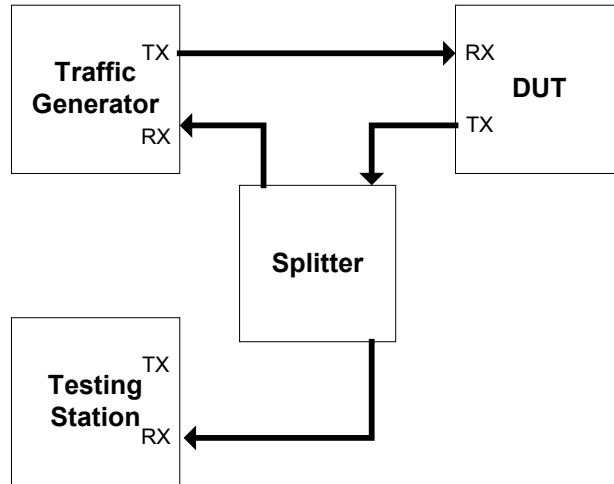 TX
Traffic
Generator
RX
RX
DUT
TX
Splitter
TX
Testing
Station
RX